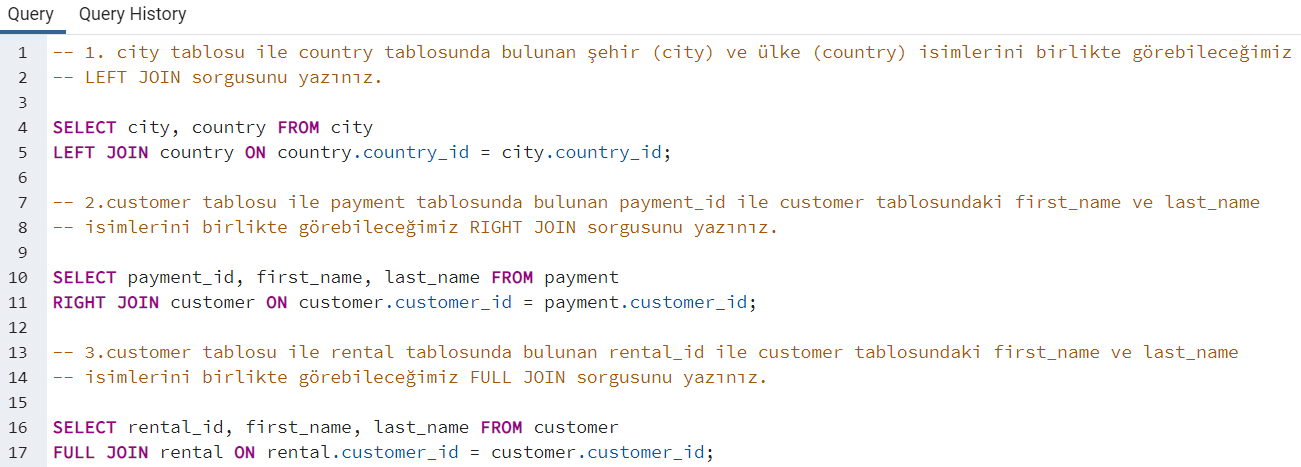 Query Query History
1 -- 1. city tablosu ile country tablosunda bulunan şehir (city) ve ülke (country) isimlerini birlikte görebileceğimiz
2 -- LEFT JOIN sorgusunu yazınız.
3
4 SELECT city, country FROM city
5 LEFT JOIN country ON country.country_id = city.country_id;
6
7 -- 2.customer tablosu ile payment tablosunda bulunan payment_id ile customer tablosundaki first_name ve last_name
8 -- isimlerini birlikte görebileceğimiz RIGHT JOIN sorgusunu yazınız.
9
10 SELECT payment_id, first_name, last_name FROM payment
11 RIGHT JOIN customer ON customer.customer_id = payment.customer_id;
12
13 -- 3.customer tablosu ile rental tablosunda bulunan rental_id ile customer tablosundaki first_name ve last_name
14 -- isimlerini birlikte görebileceğimiz FULL JOIN sorgusunu yazınız.
15
16 SELECT rental_id, first_name, last_name FROM customer
17 FULL JOIN rental ON rental.customer_id = customer.customer_id;